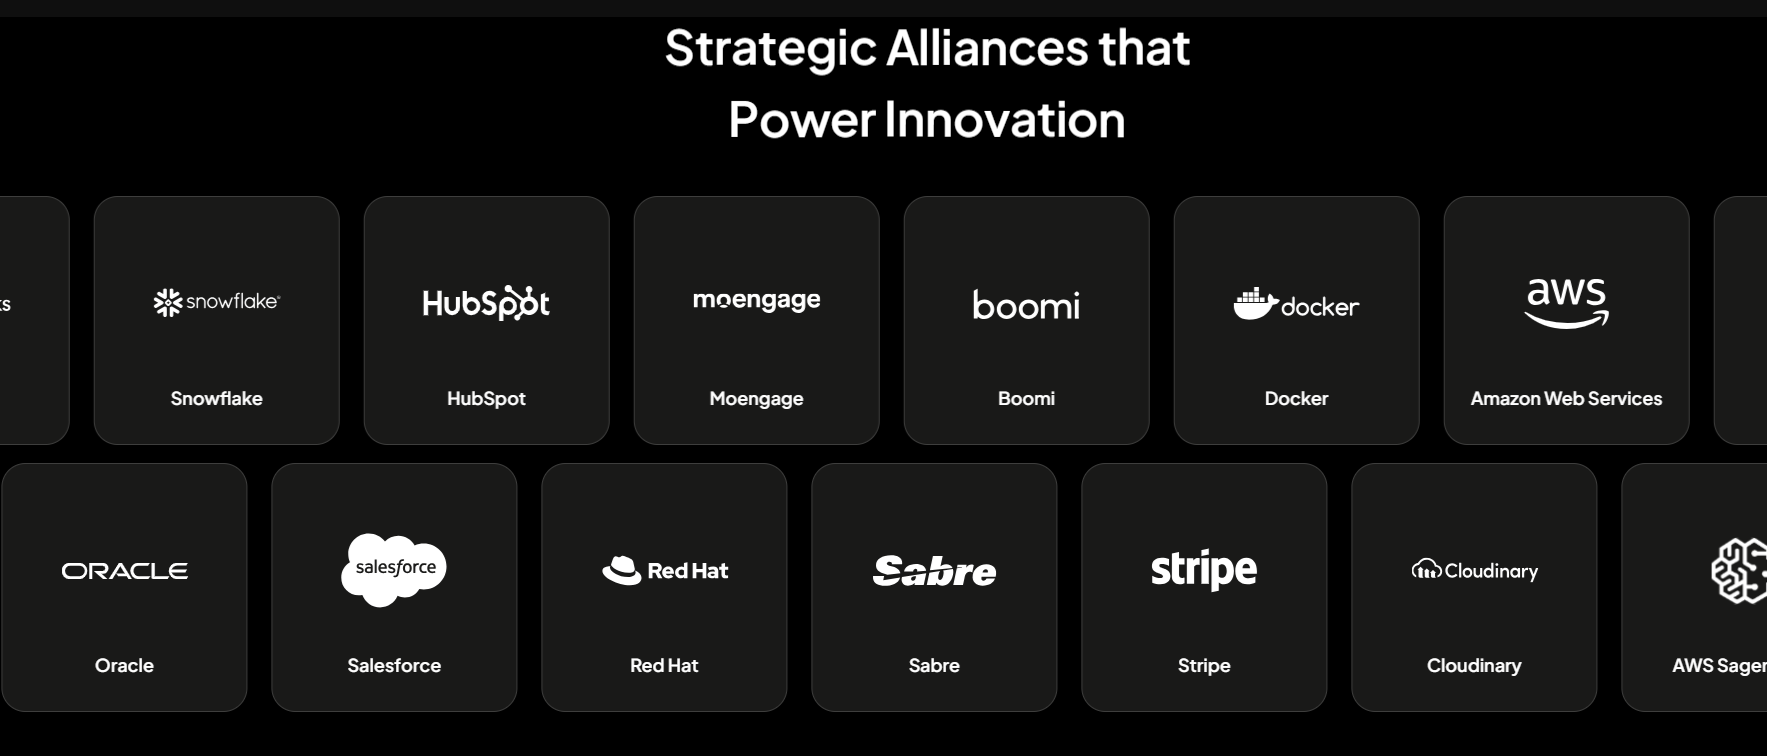 Strategic Alliances that
Power Innovation
snowflake®
HubSpot
moengage
boomi
docker
aws
Snowflake
HubSpot
Moengage
Boomi
Docker
Amazon Web Services
ORACLE
salesforce
Red Hat
Sabre
stripe
Cloudinary
Oracle
Salesforce
Red Hat
Sabre
Stripe
Cloudinary
AWS